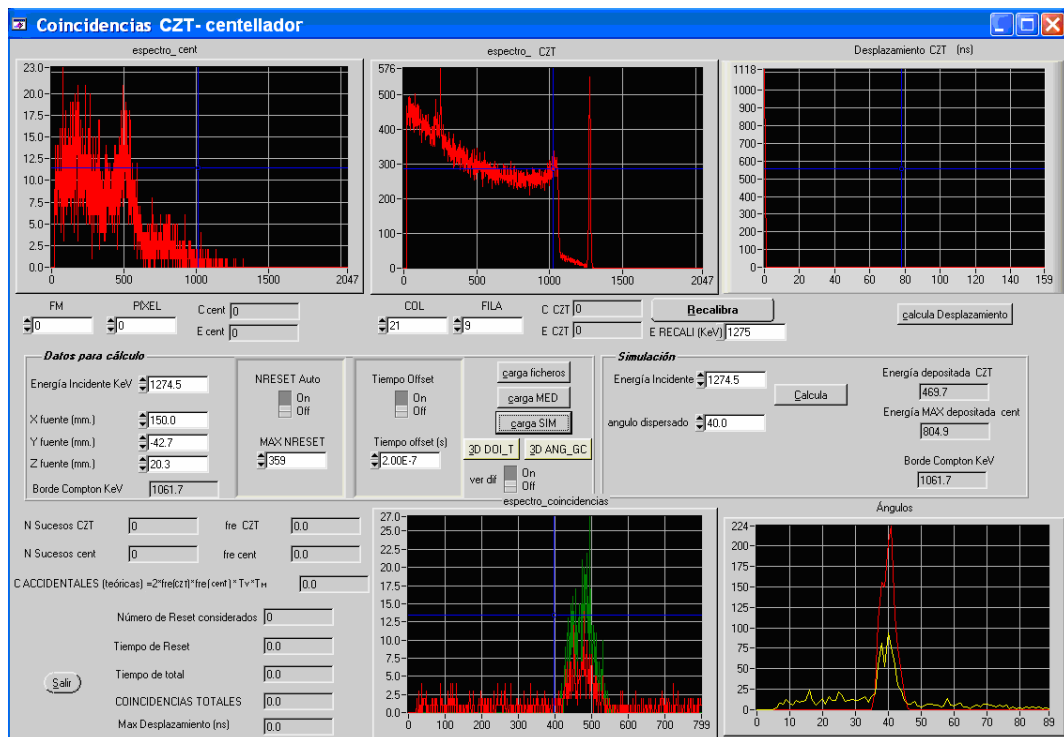 Coincidencias CZT- centellador
espectro_cent
espectro_ CZT
Desplazamiento CZT (ns)
23.0
20.0
17.5
15.0
12.5
10.0
7.5
5.0
2.5
0.0
0 500 1000 1500 2047
576
500
400
300
200
100
0
0 500 1000 1500 2047
1118
1000
900
800
700
600
500
400
300
200
100
0
0 20 40 60 80 100 120 140 159
FM
0
PIXEL
0
C cent 0
E cent 0
COL
21
FILA
9
C CZT 0
E CZT 0
Recalibra
E RECALI (KeV) 1275
calcula Desplazamiento
Datos para cálculo
Energía Incidente KeV 1274.5
X fuente (mm.) 150.0
Y fuente (mm.) -42.7
Z fuente (mm.) 20.3
Borde Compton KeV 1061.7
NRESET Auto
On
Off
MAX NRESET
359
Tiempo Offset
On
Off
Tiempo offset (s)
2.00E-7
carga ficheros
carga MED
carga SIM
3D DOI_T
3D ANG_GC
ver dif
On
Off
Simulación
Energía Incidente 1274.5
angulo dispersado 40.0
Calcula
Energía depositada CZT
469.7
Energía MAX depositada cent
804.9
Borde Compton KeV
1061.7
N Sucesos CZT 0
fre CZT 0.0
N Sucesos cent 0
fre cent 0.0
C ACCIDENTALES (teóricas) =2*fre(CZT)*fre(cent)*Tv*TH 0.0
Número de Reset considerados 0
Tiempo de Reset 0.0
Tiempo de total 0.0
COINCIDENCIAS TOTALES 0.0
Max Desplazamiento (ns) 0.0
Salir
espectro_coincidencias
27.0
25.0
22.5
20.0
17.5
15.0
12.5
10.0
7.5
5.0
2.5
0.0
0 100 200 300 400 500 600 700 799
Ángulos
224
200
175
150
125
100
75
50
25
0
0 10 20 30 40 50 60 70 80 89